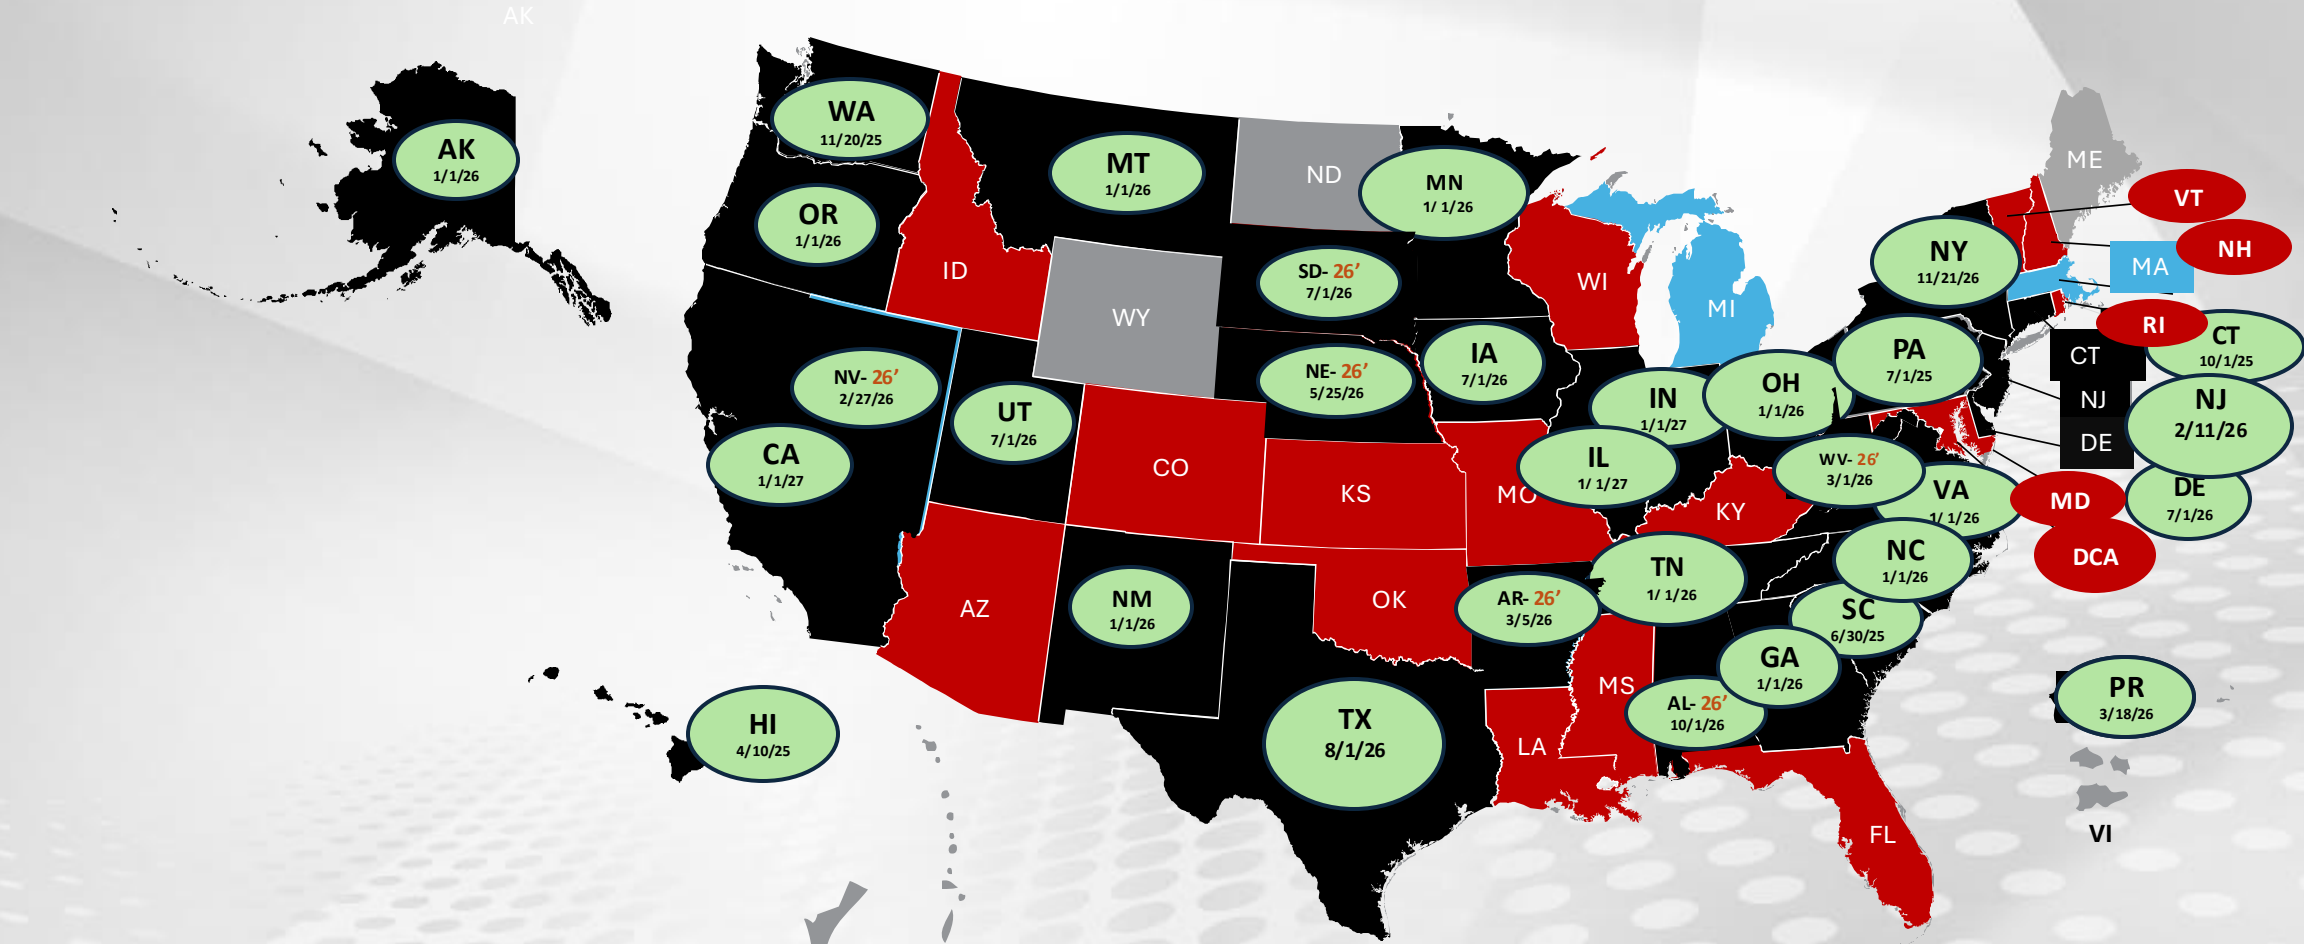 AK
AK
1/1/26
WA
11/20/25
OR
1/1/26
MT
1/1/26
ID
ND
MN
1/ 1/26
SD- 26’
7/1/26
WY
WI
MI
ME
VT
NH
MA
NY
11/21/26
RI
CT
10/1/25
CT
PA
7/1/25
NJ
NJ
2/11/26
DE
DE
7/1/26
NV- 26’
2/27/26
UT
7/1/26
NE- 26’
5/25/26
IA
7/1/26
IN
1/1/27
OH
1/1/26
CA
1/1/27
CO
KS
MO
IL
1/ 1/27
WV- 26’
3/1/26
VA
1/ 1/26
MD
DCA
KY
NC
1/1/26
TN
1/ 1/26
AZ
NM
1/1/26
OK
AR- 26’
3/5/26
SC
6/30/25
GA
1/1/26
MS
AL- 26’
10/1/26
HI
4/10/25
TX
8/1/26
LA
FL
PR
3/18/26
VI